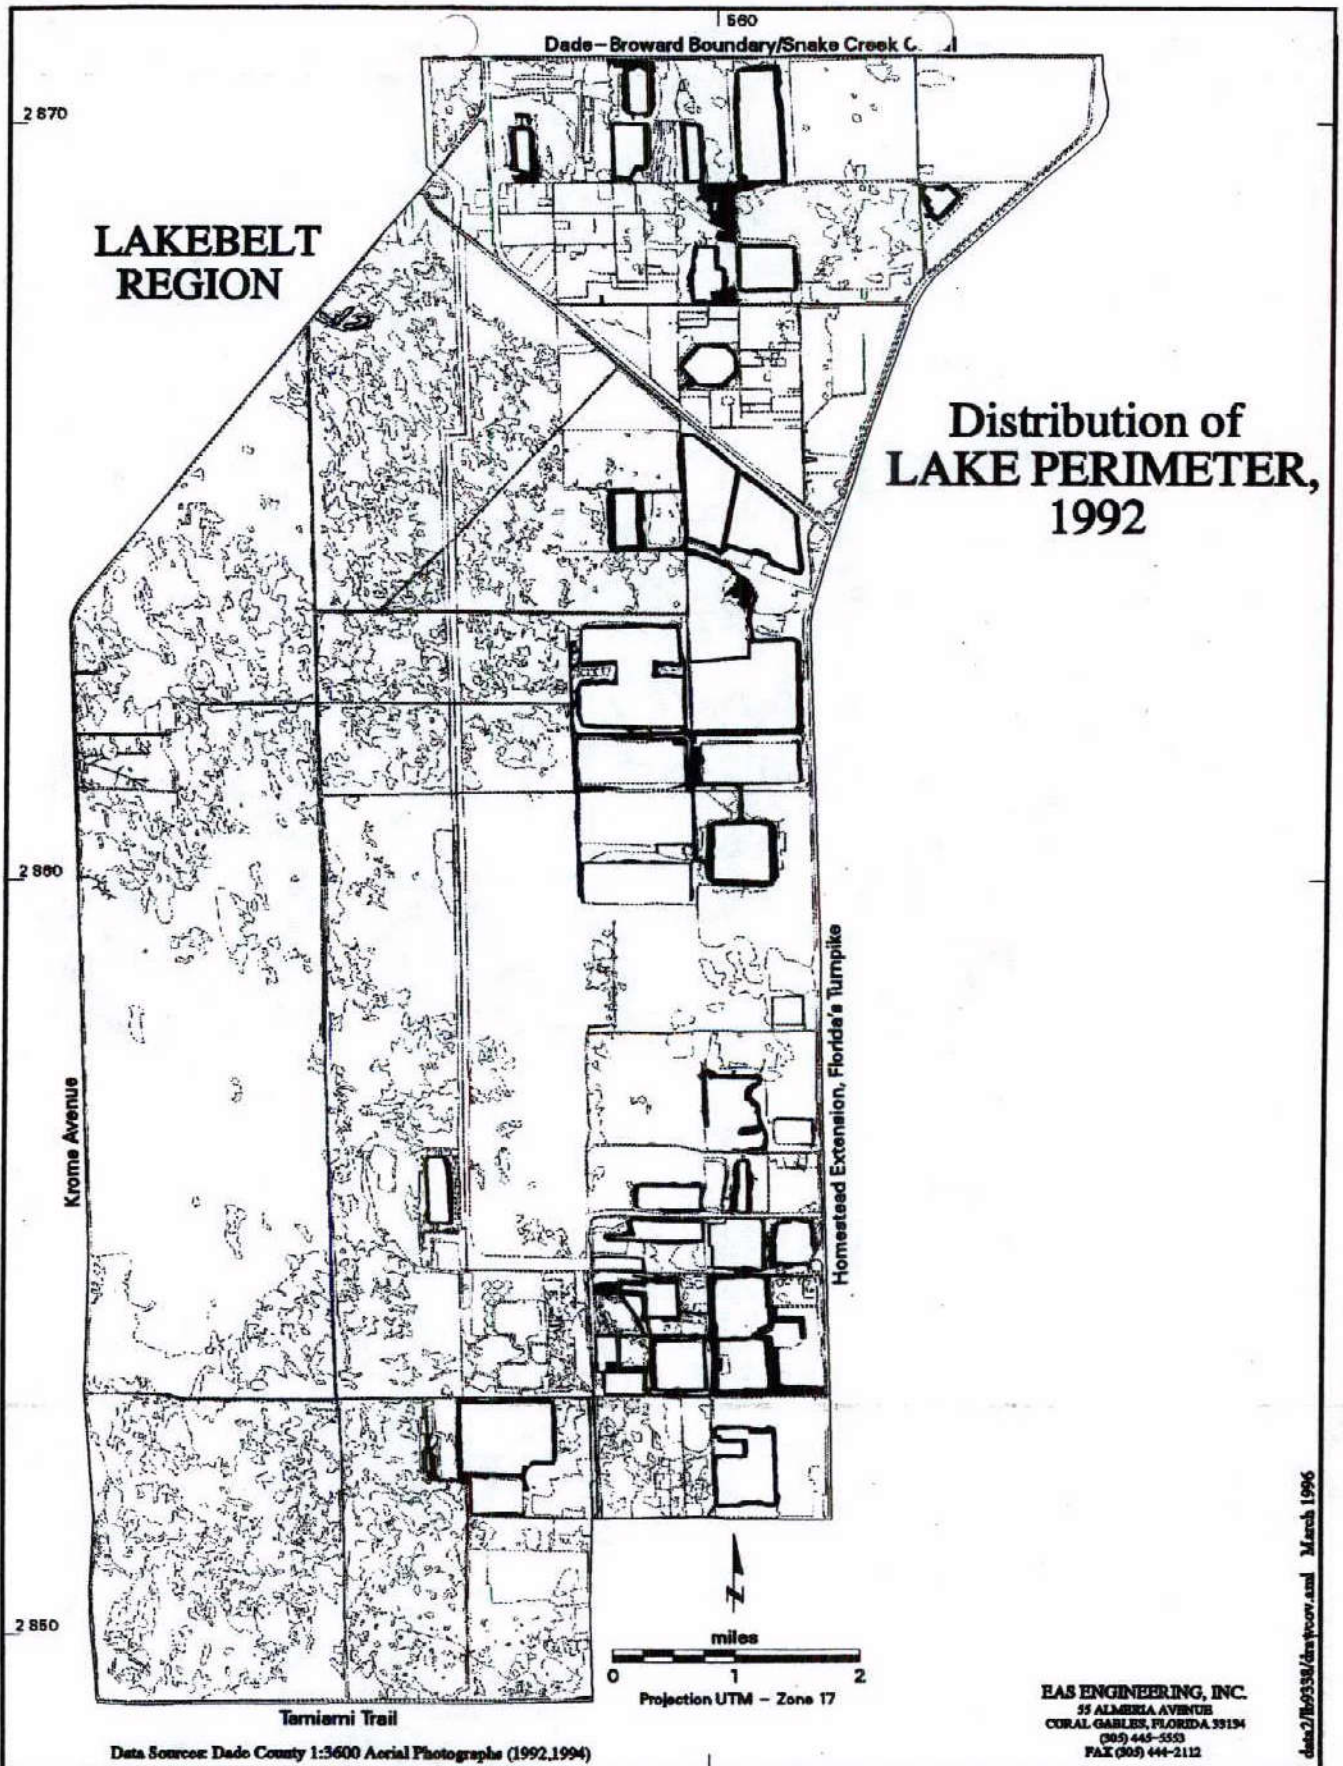 560
Dade-Broward Boundary/Snake Creek
2 870
LAKEBELT
REGION
Distribution of
LAKE PERIMETER,
1992
2 860
Krome Avenue
Homestead Extension, Florida's Turnpike
2 850
N
miles
0 1 2
Projection UTM - Zone 17
Tamiami Trail
Data Sources: Dade County 1:3600 Aerial Photographs (1992,1994)
EAS ENGINEERING, INC.
55 ALMERIA AVENUE
CORAL GABLES, FLORIDA 33134
(305) 445-5553
FAX (305) 444-2112
March 1996